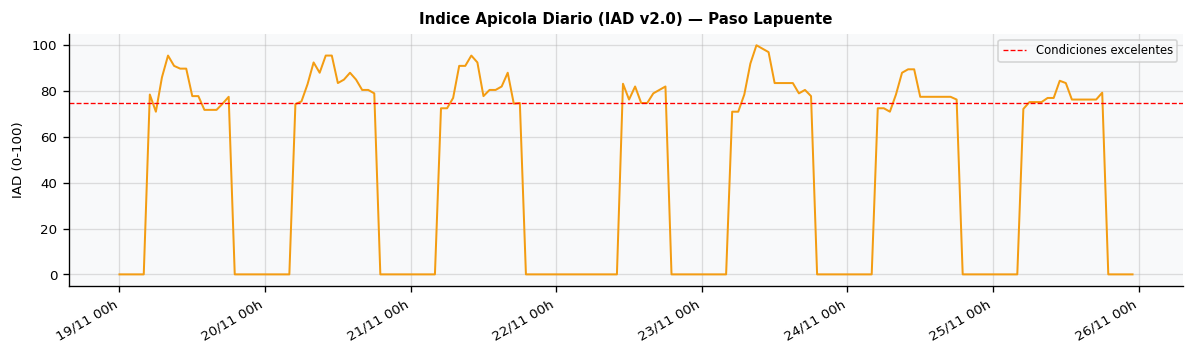 Indice Apicola Diario (IAD v2.0) — Paso Lapuente
Condiciones excelentes
IAD (0-100)
100
80
60
40
20
0
19/11 00h
20/11 00h
21/11 00h
22/11 00h
23/11 00h
24/11 00h
25/11 00h
26/11 00h